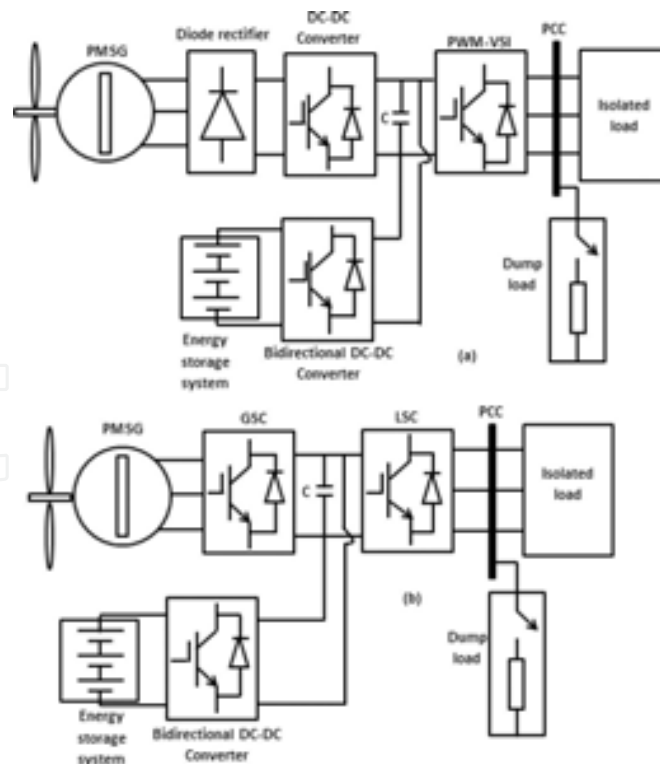 DC-DC
Converter
Diode rectifier
PMSG
PWM-VSI
PCC
C
Isolated
load
Dump
load
Energy
storage
system
Bidirectional DC-DC
Converter
(a)
PMSG
GSC
LSC
PCC
C
Isolated
load
(b)
Dump
load
Energy
storage
system
Bidirectional DC-DC
Converter